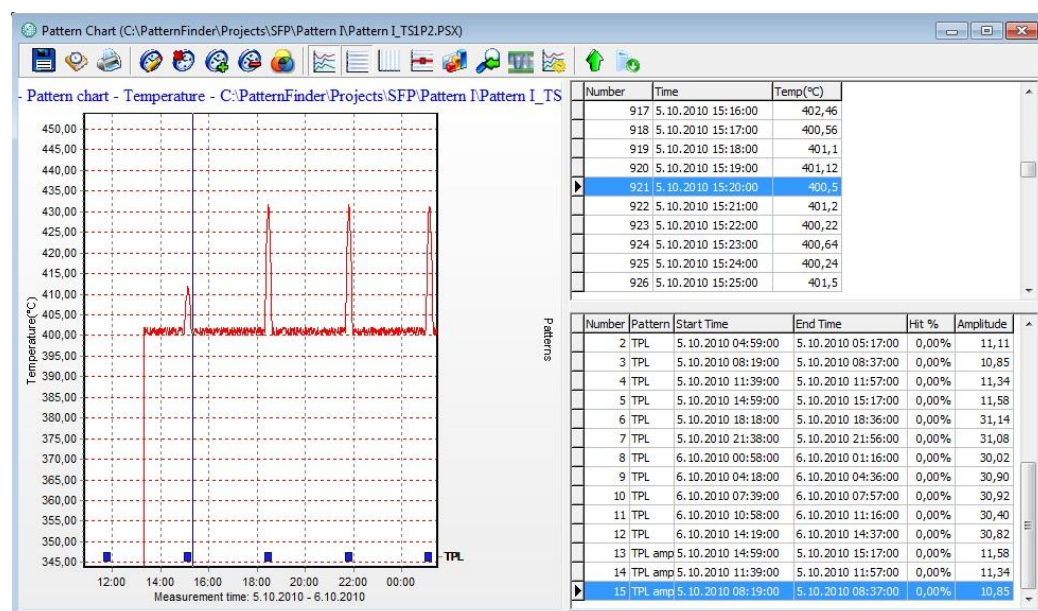 Pattern Chart (C:\PatternFinder\Projects\SFP\Pattern I\Pattern I_TS1P2.PSX)
- Pattern chart - Temperature - C:\PatternFinder\Projects\SFP\Pattern I\Pattern I_TS
450,00
445,00
440,00
435,00
430,00
425,00
420,00
415,00
410,00
405,00
400,00
395,00
390,00
385,00
380,00
375,00
370,00
365,00
360,00
355,00
350,00
345,00
Temperature(°C)
Patterns
TPL
12:00 14:00 16:00 18:00 20:00 22:00 00:00
Measurement time: 5.10.2010 - 6.10.2010
Number Time Temp(°C)
917 5.10.2010 15:16:00 402,46
918 5.10.2010 15:17:00 400,56
919 5.10.2010 15:18:00 401,1
920 5.10.2010 15:19:00 401,12
921 5.10.2010 15:20:00 400,5
922 5.10.2010 15:21:00 401,2
923 5.10.2010 15:22:00 400,22
924 5.10.2010 15:23:00 400,64
925 5.10.2010 15:24:00 400,24
926 5.10.2010 15:25:00 401,5
Number Pattern Start Time End Time Hit % Amplitude
2 TPL 5.10.2010 04:59:00 5.10.2010 05:17:00 0,00% 11,11
3 TPL 5.10.2010 08:19:00 5.10.2010 08:37:00 0,00% 10,85
4 TPL 5.10.2010 11:39:00 5.10.2010 11:57:00 0,00% 11,34
5 TPL 5.10.2010 14:59:00 5.10.2010 15:17:00 0,00% 11,58
6 TPL 5.10.2010 18:18:00 5.10.2010 18:36:00 0,00% 31,14
7 TPL 5.10.2010 21:38:00 5.10.2010 21:56:00 0,00% 31,08
8 TPL 6.10.2010 00:58:00 6.10.2010 01:16:00 0,00% 30,02
9 TPL 6.10.2010 04:18:00 6.10.2010 04:36:00 0,00% 30,90
10 TPL 6.10.2010 07:39:00 6.10.2010 07:57:00 0,00% 30,92
11 TPL 6.10.2010 10:58:00 6.10.2010 11:16:00 0,00% 30,40
12 TPL 6.10.2010 14:19:00 6.10.2010 14:37:00 0,00% 30,82
13 TPL amp 5.10.2010 14:59:00 5.10.2010 15:17:00 0,00% 11,58
14 TPL amp 5.10.2010 11:39:00 5.10.2010 11:57:00 0,00% 11,34
15 TPL amp 5.10.2010 08:19:00 5.10.2010 08:37:00 0,00% 10,85